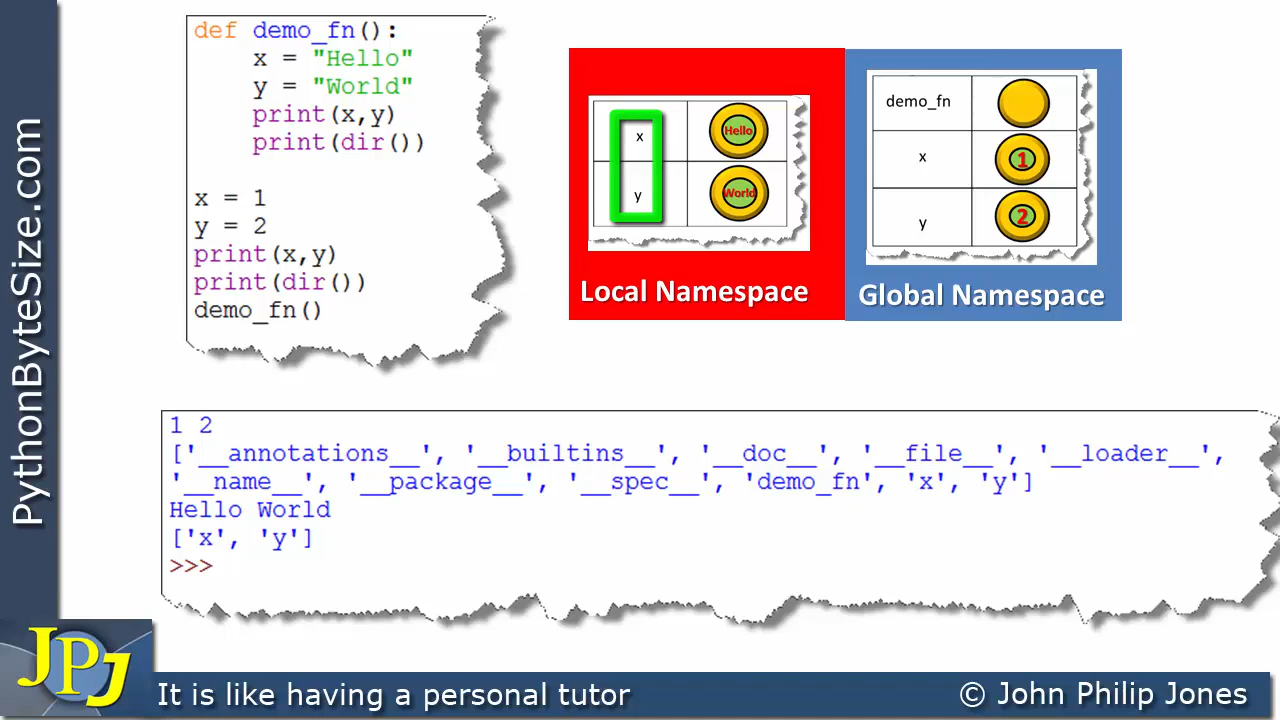 PythonByteSize.com
def demo_fn():
    x = "Hello"
    y = "World"
    print(x,y)
    print(dir())
x = 1
y = 2
print(x,y)
print(dir())
demo_fn()
x Hello
y World
Local Namespace
demo_fn
x 1
y 2
Global Namespace
1 2
['__annotations__', '__builtins__', '__doc__', '__file__', '__loader__',
'__name__', '__package__', '__spec__', 'demo_fn', 'x', 'y']
Hello World
['x', 'y']
>>>
JPJ
It is like having a personal tutor
© John Philip Jones